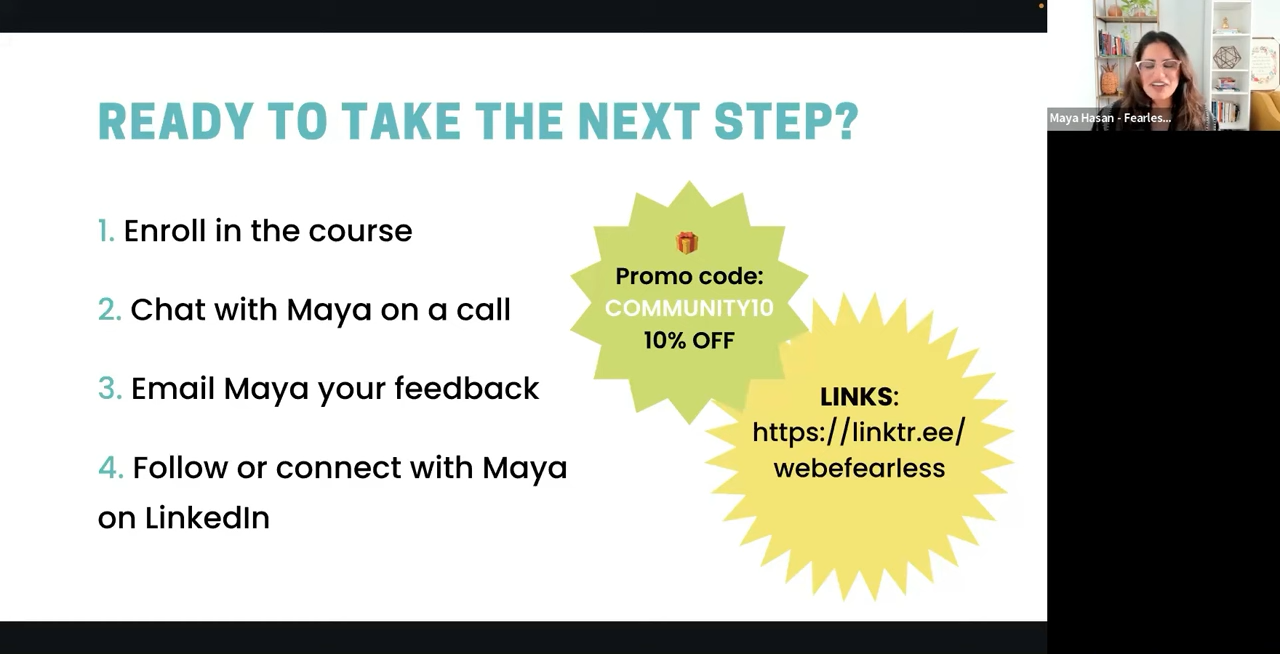 READY TO TAKE THE NEXT STEP?
1. Enroll in the course
2. Chat with Maya on a call
3. Email Maya your feedback
4. Follow or connect with Maya
on LinkedIn
Promo code:
COMMUNITY10
10% OFF
LINKS:
https://linktr.ee/
webefearless
Maya Hasan - Fearles...